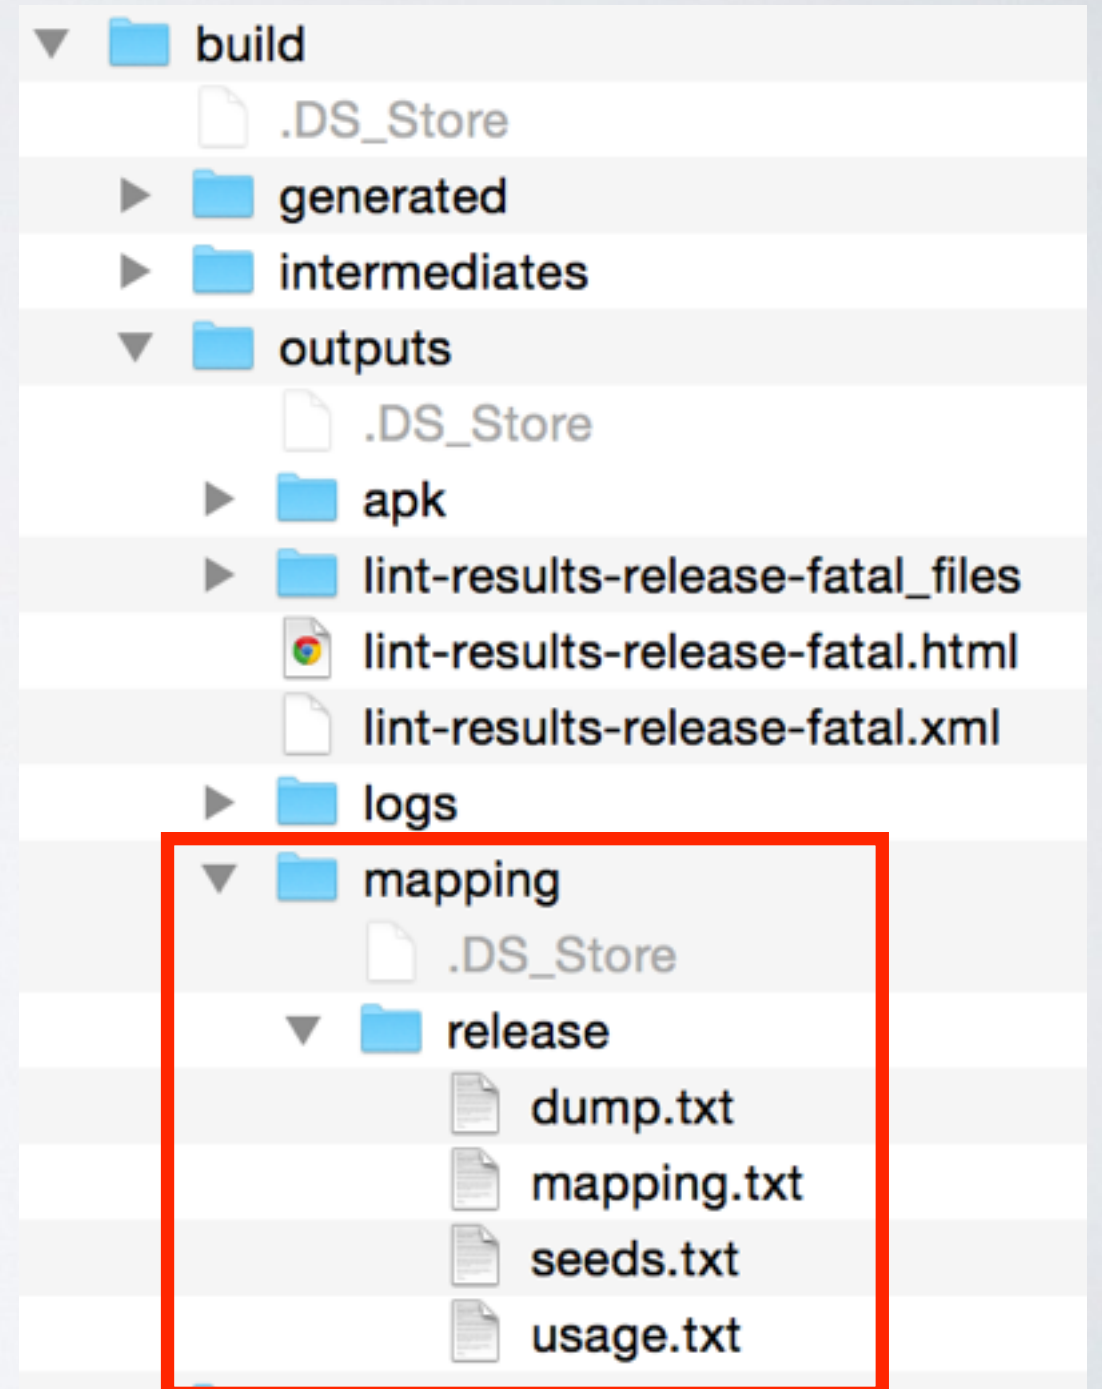 build
.DS_Store
generated
intermediates
outputs
.DS_Store
apk
lint-results-release-fatal_files
lint-results-release-fatal.html
lint-results-release-fatal.xml
logs
mapping
.DS_Store
release
dump.txt
mapping.txt
seeds.txt
usage.txt